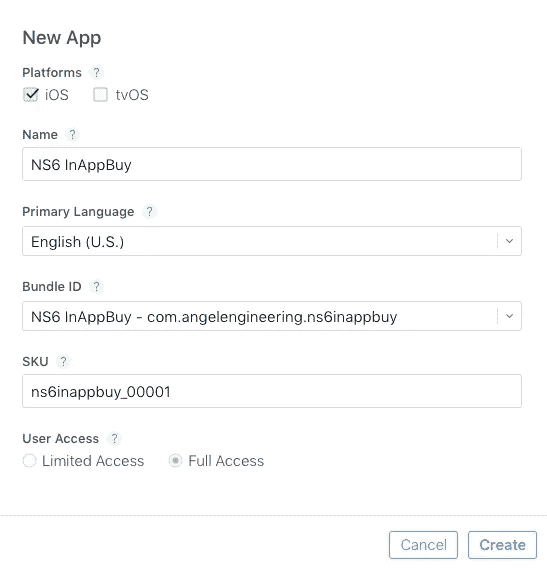 New App
Platforms ?
iOS tvOS
Name ?
NS6 InAppBuy
Primary Language ?
English (U.S.)
Bundle ID ?
NS6 InAppBuy - com.angelengineering.ns6inappbuy
SKU ?
ns6inappbuy_00001
User Access ?
Limited Access Full Access
Cancel Create